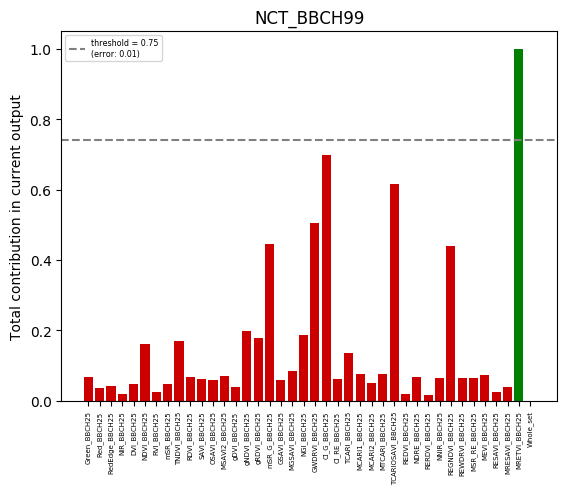 NCT_BBCH99
threshold = 0.75
(error: 0.01)
Total contribution in current output
1.0
0.8
0.6
0.4
0.2
0.0
Green_BBCH25
Red_BBCH25
RedEdge_BBCH25
NIR_BBCH25
DVI_BBCH25
NDVI_BBCH25
RVI_BBCH25
mSR_BBCH25
TNDVI_BBCH25
RDVI_BBCH25
SAVI_BBCH25
OSAVI_BBCH25
MSAVI2_BBCH25
gDVI_BBCH25
gNDVI_BBCH25
gRDVI_BBCH25
mSR_G_BBCH25
GSAVI_BBCH25
MGSAVI_BBCH25
NGI_BBCH25
GWDRVI_BBCH25
CI_G_BBCH25
CI_RE_BBCH25
TCARI_BBCH25
MCARI1_BBCH25
MCARI2_BBCH25
MTCARI_BBCH25
TCARIOSAVI_BBCH25
REDVI_BBCH25
NDRE_BBCH25
RERDVI_BBCH25
NNIR_BBCH25
REGNDVI_BBCH25
REWDRVI_BBCH25
MSR_RE_BBCH25
MEVI_BBCH25
RESAVI_BBCH25
MRESAVI_BBCH25
MRETVI_BBCH25
Whole_set